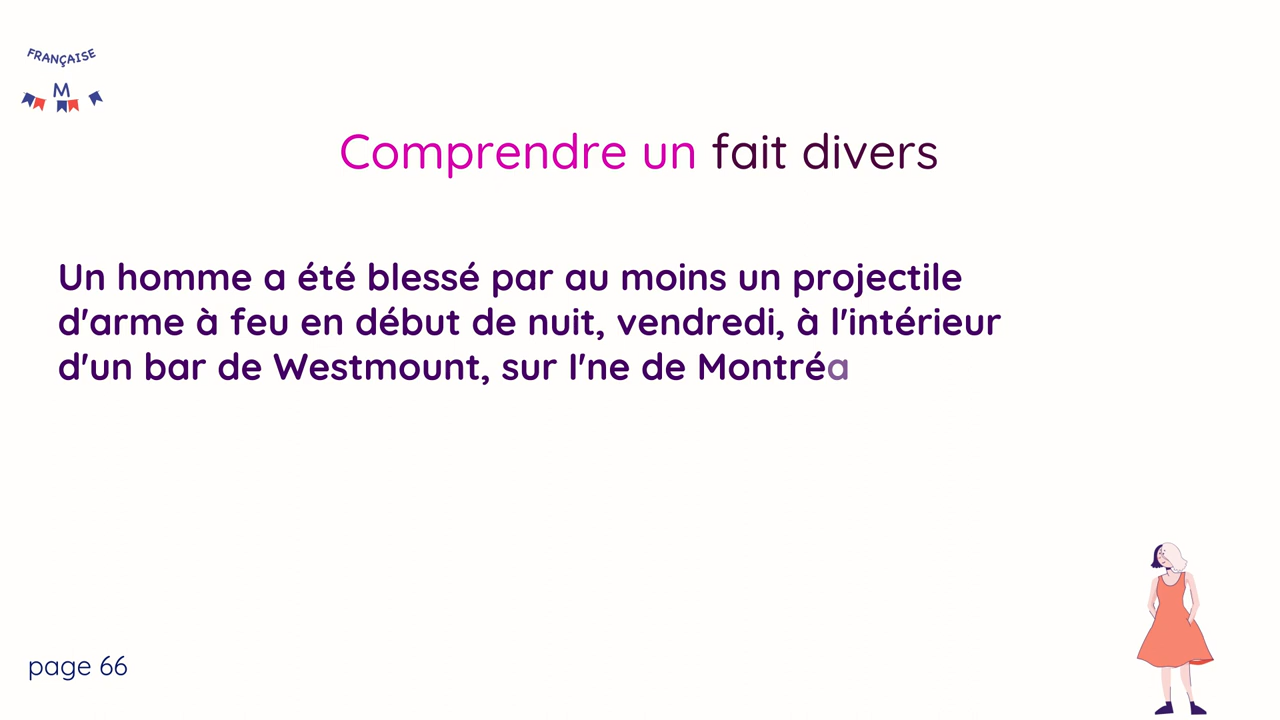 FRANÇAISE
M
Comprendre un fait divers
Un homme a été blessé par au moins un projectile
d'arme à feu en début de nuit, vendredi, à l'intérieur
d'un bar de Westmount, sur I'ne de Montréa
page 66